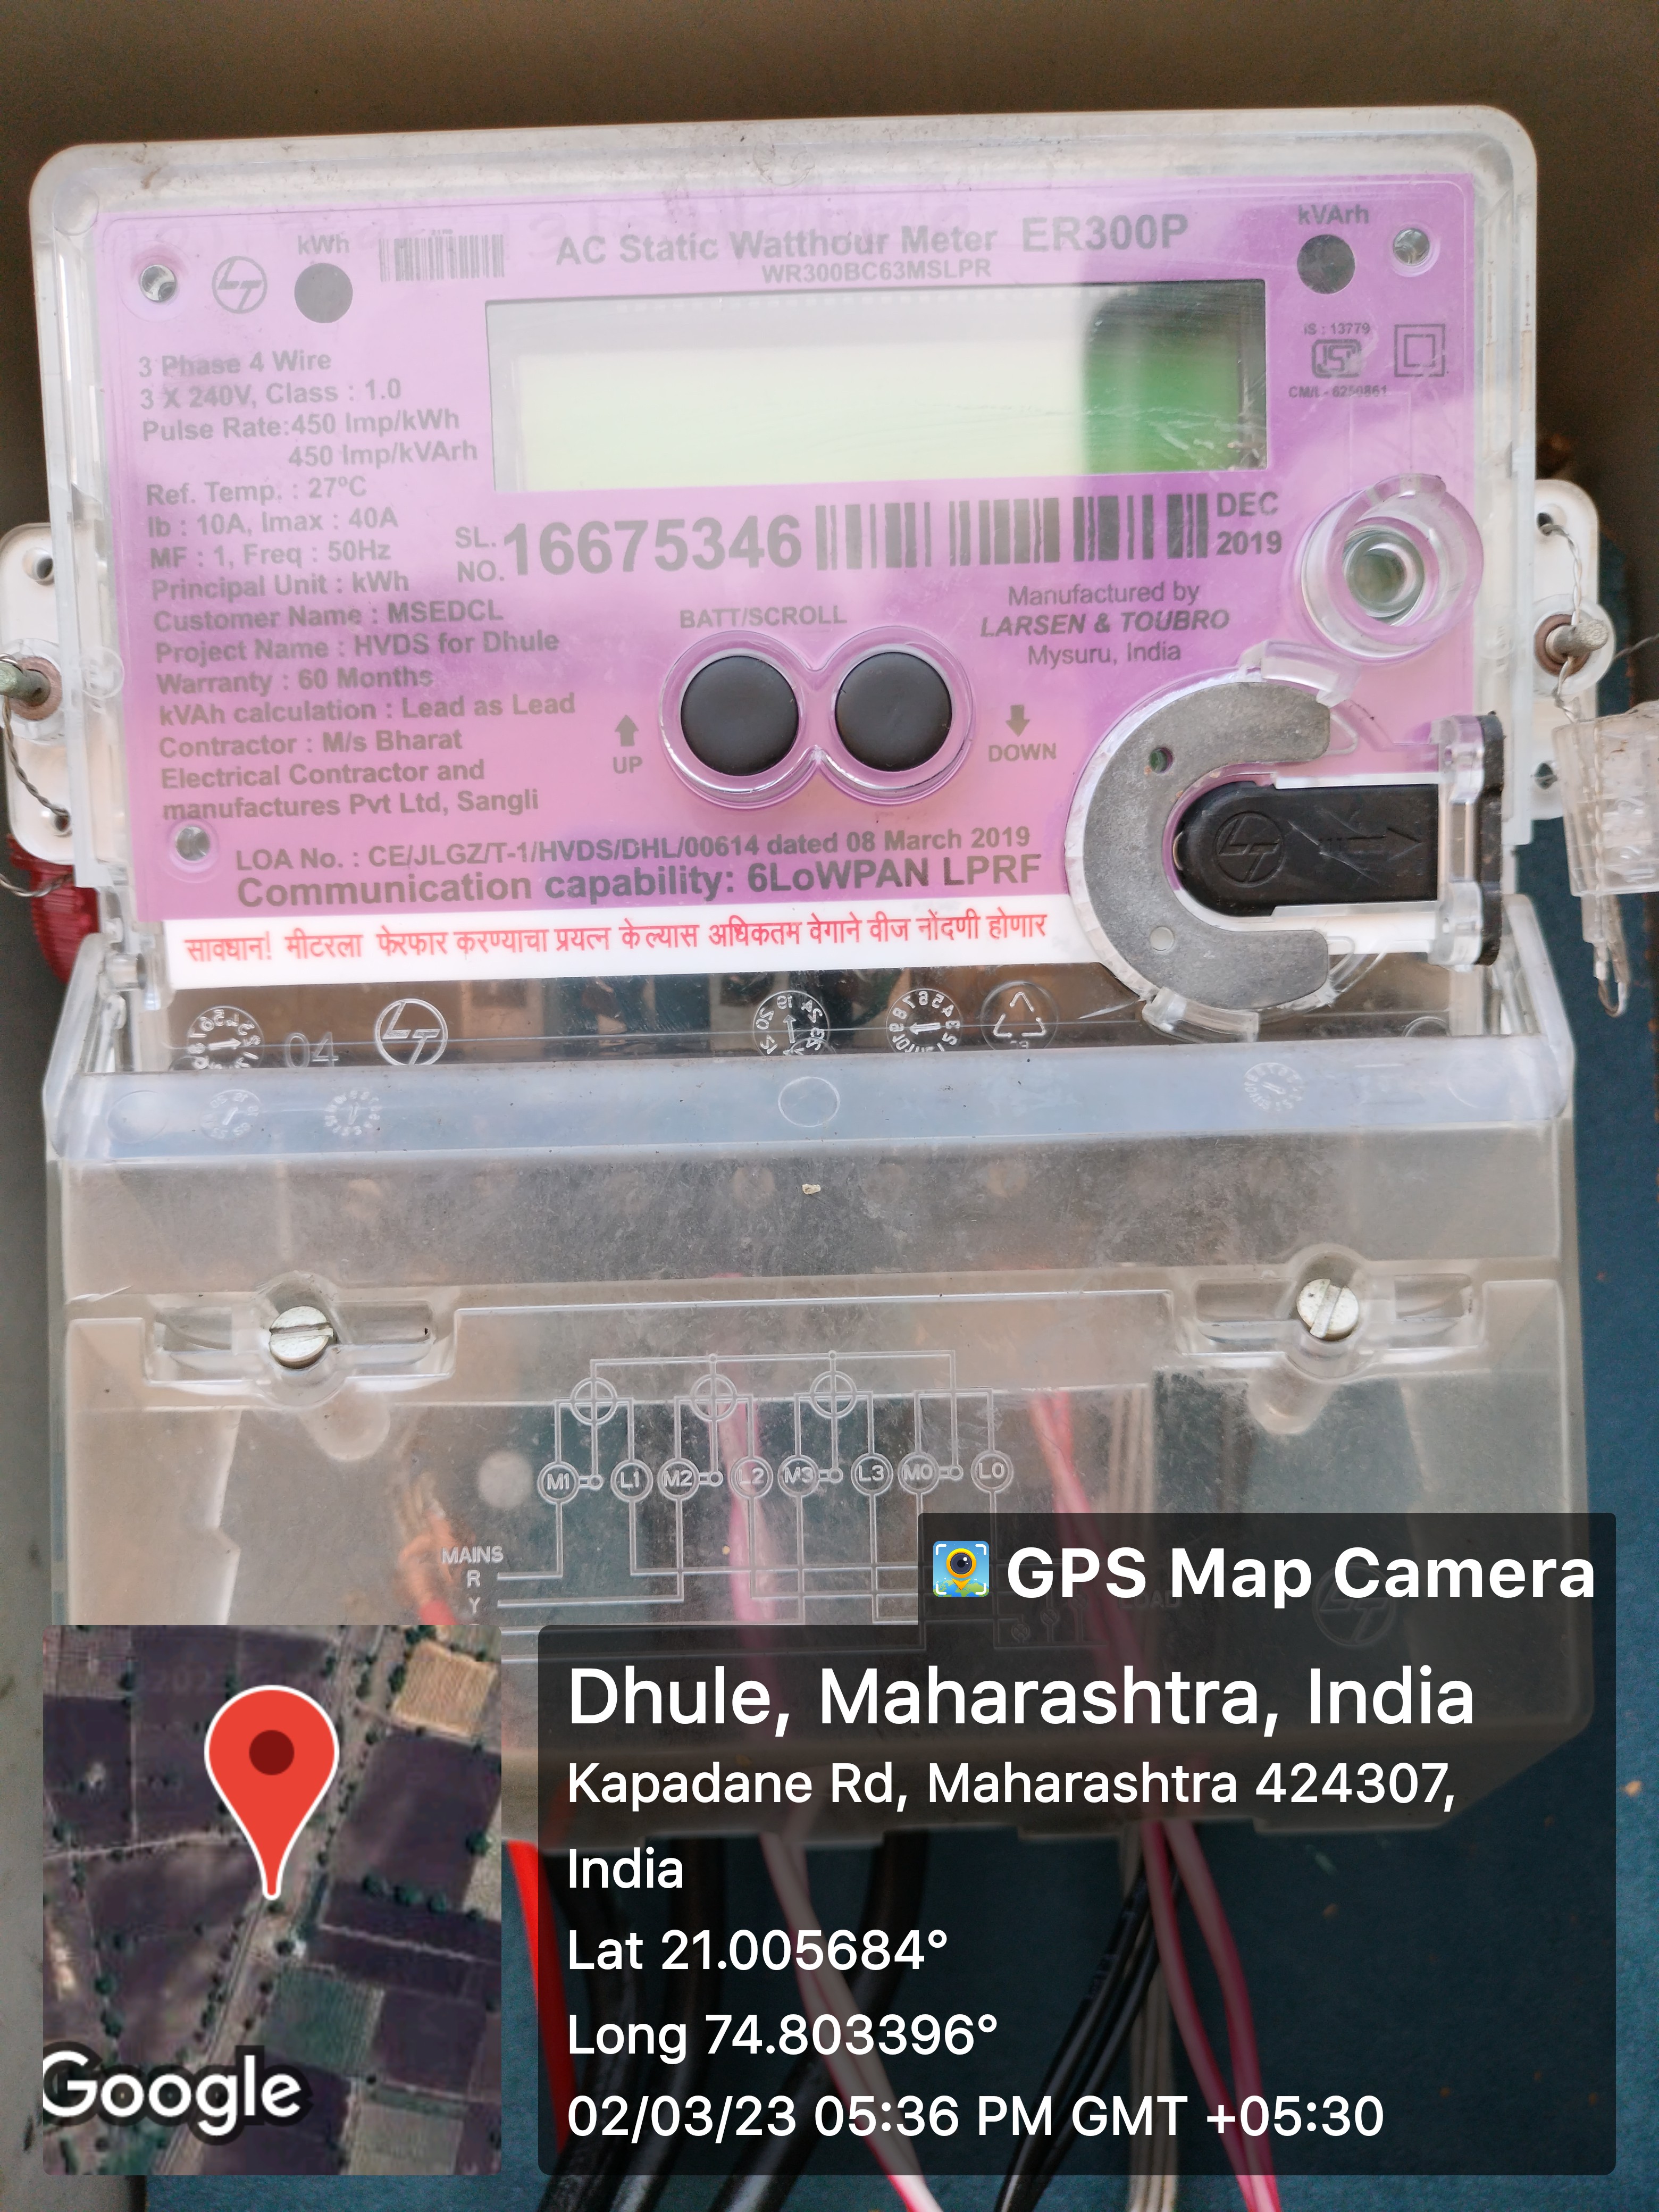 kWh
AC Static Watthour Meter ER300P
WR300BC63MSLPR
kVArh
LT
IS : 13779
ISI
CM/L - 6250861
3 Phase 4 Wire
3 X 240V, Class : 1.0
Pulse Rate:450 Imp/kWh
450 Imp/kVArh
Ref. Temp. : 27ºC
Ib : 10A, Imax : 40A
MF : 1, Freq : 50Hz
Principal Unit : kWh
Customer Name : MSEDCL
Project Name : HVDS for Dhule
Warranty : 60 Months
kVAh calculation : Lead as Lead
Contractor : M/s Bharat
Electrical Contractor and
manufactures Pvt Ltd, Sangli
SL. NO. 16675346
DEC
2019
BATT/SCROLL
UP
DOWN
Manufactured by
LARSEN & TOUBRO
Mysuru, India
LT
LOA No. : CE/JLGZ/T-1/HVDS/DHL/00614 dated 08 March 2019
Communication capability: 6LoWPAN LPRF
सावधान! मीटरला फेरफार करण्याचा प्रयत्न केल्यास अधिकतम वेगाने वीज नोंदणी होणार
04
LT
M1 L1 M2 L2 M3 L3 M0 L0
MAINS
R
Y
GPS Map Camera
Dhule, Maharashtra, India
Kapadane Rd, Maharashtra 424307,
India
Lat 21.005684°
Long 74.803396°
02/03/23 05:36 PM GMT +05:30
Google